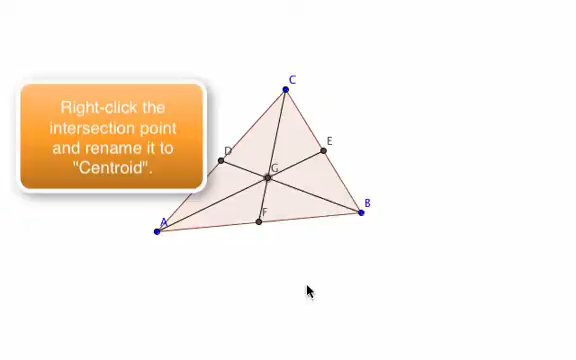 C
Right-click the
intersection point
and rename it to
"Centroid".
E
D
G
B
F
A